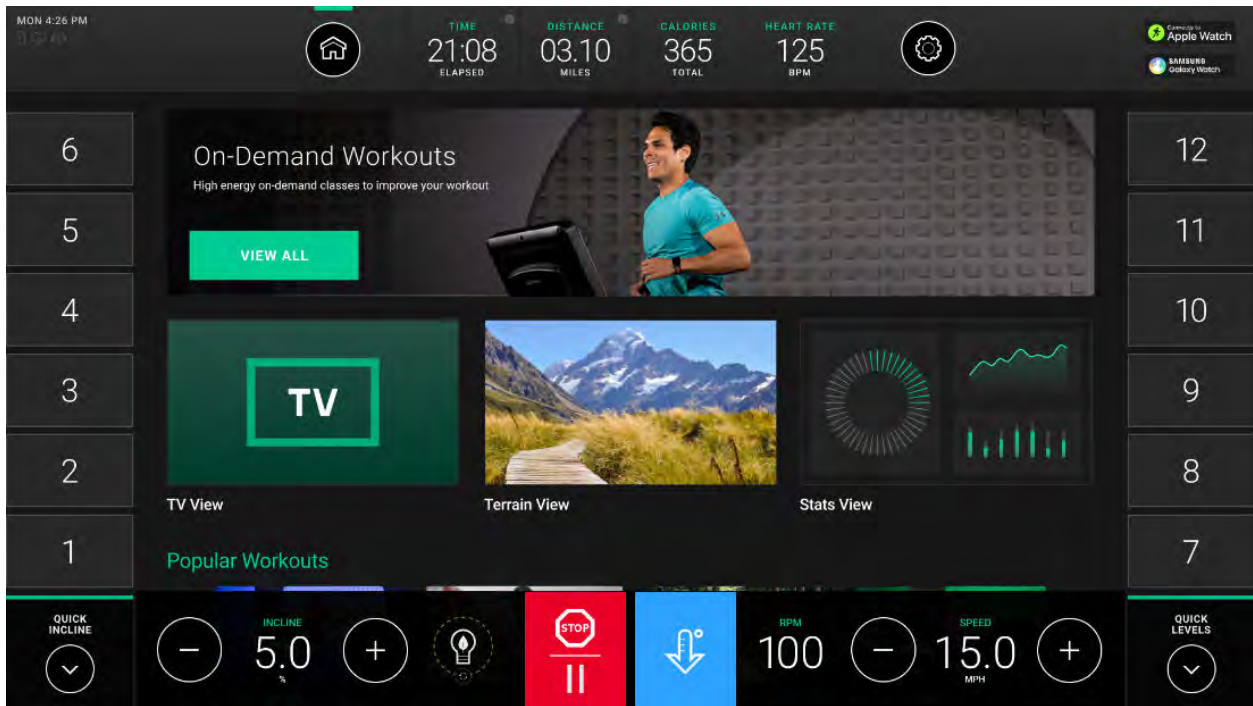 MON 4:26 PM
TIME
21:08
ELAPSED
DISTANCE
03.10
MILES
CALORIES
365
TOTAL
HEART RATE
125
BPM
Connects to
Apple Watch
SAMSUNG
Galaxy Watch
6
5
4
3
2
1
QUICK
INCLINE
On-Demand Workouts
High energy on-demand classes to improve your workout
VIEW ALL
TV
TV View
Terrain View
Stats View
Popular Workouts
12
11
10
9
8
7
QUICK
LEVELS
INCLINE
5.0
%
STOP
RPM
100
SPEED
15.0
MPH